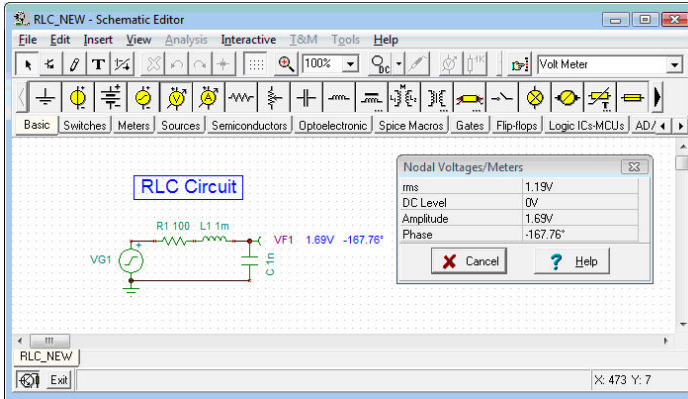 RLC_NEW - Schematic Editor
File Edit Insert View Analysis Interactive T&M Tools Help
T 100% DC 1K Volt Meter
Basic Switches Meters Sources Semiconductors Optoelectronic Spice Macros Gates Flip-flops Logic ICs-MCUs AD/
RLC Circuit
R1 100 L1 1m
VF1 1.69V -167.76°
VG1
C 1n
Nodal Voltages/Meters
rms 1.19V
DC Level 0V
Amplitude 1.69V
Phase -167.76°
Cancel ? Help
RLC_NEW
Exit X: 473 Y: 7